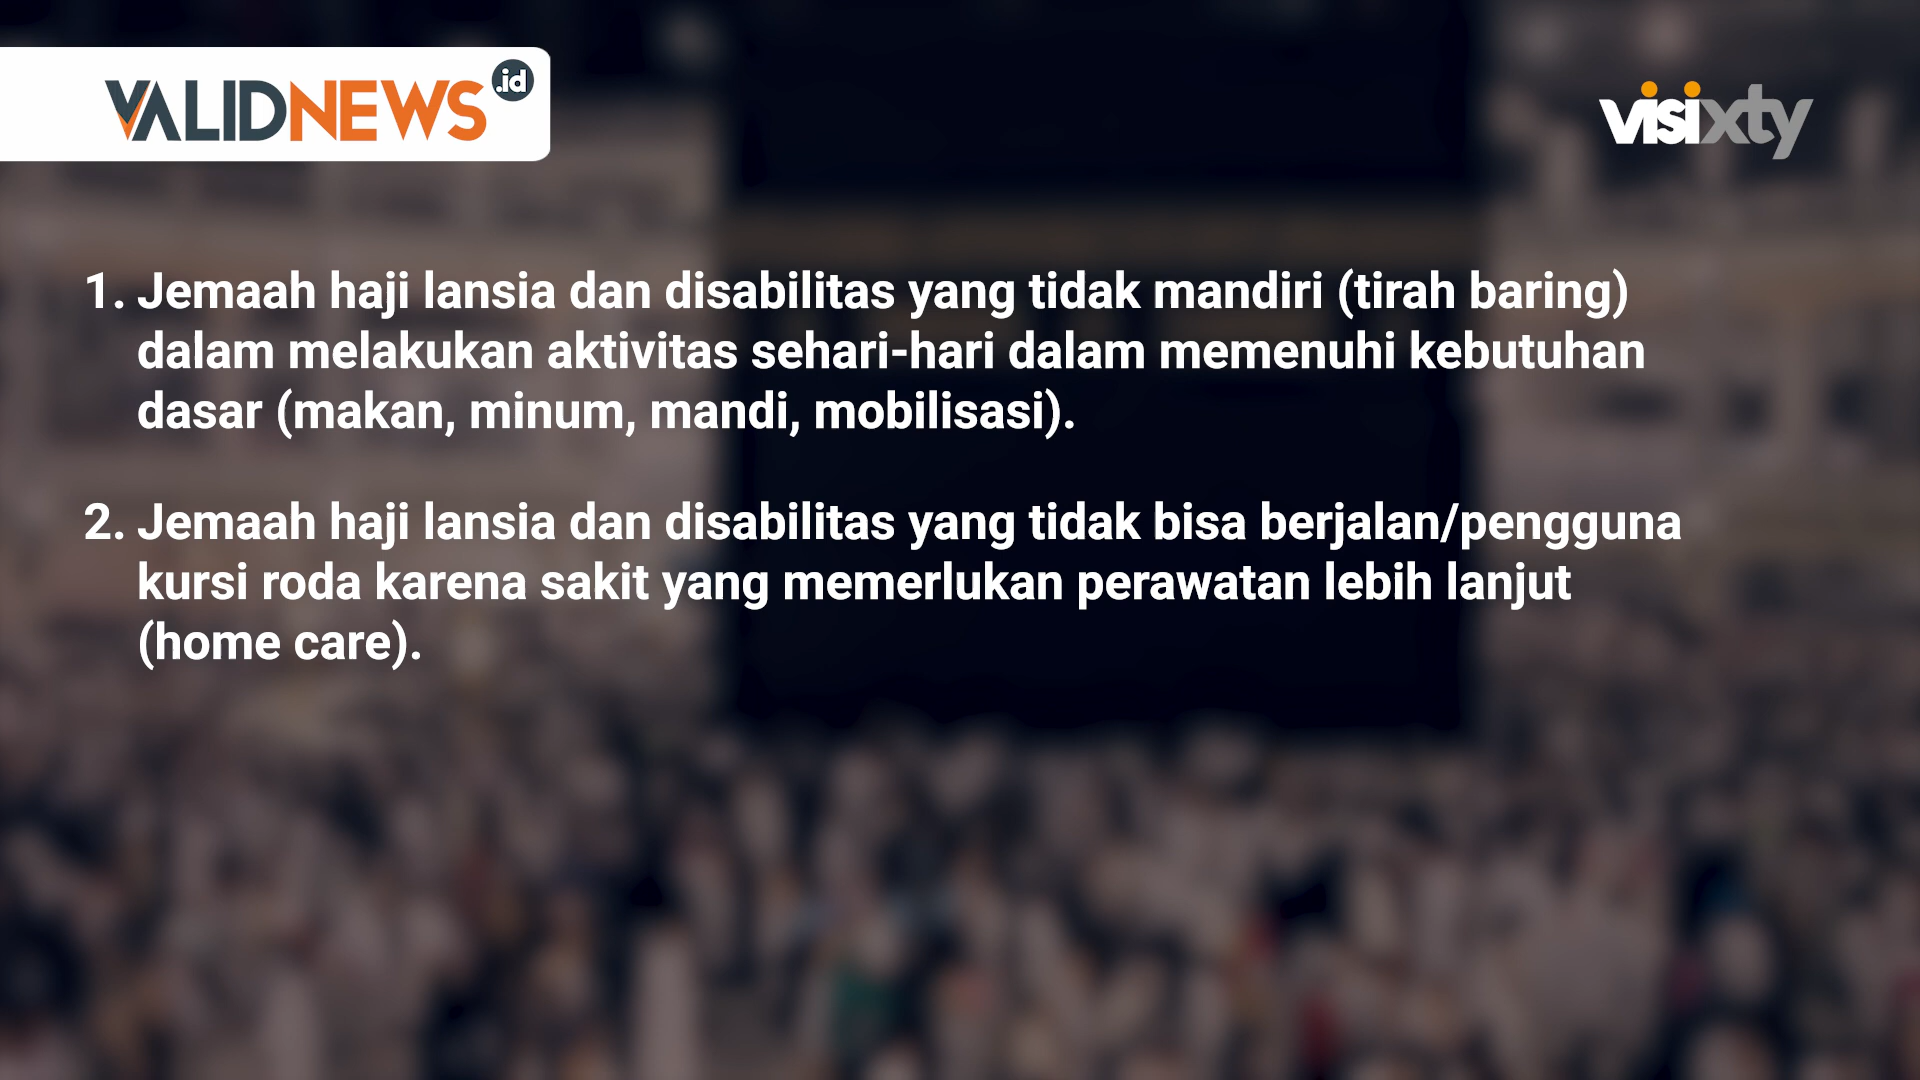 VALIDNEWS .id
visixty
1. Jemaah haji lansia dan disabilitas yang tidak mandiri (tirah baring)
dalam melakukan aktivitas sehari-hari dalam memenuhi kebutuhan
dasar (makan, minum, mandi, mobilisasi).
2. Jemaah haji lansia dan disabilitas yang tidak bisa berjalan/pengguna
kursi roda karena sakit yang memerlukan perawatan lebih lanjut
(home care).